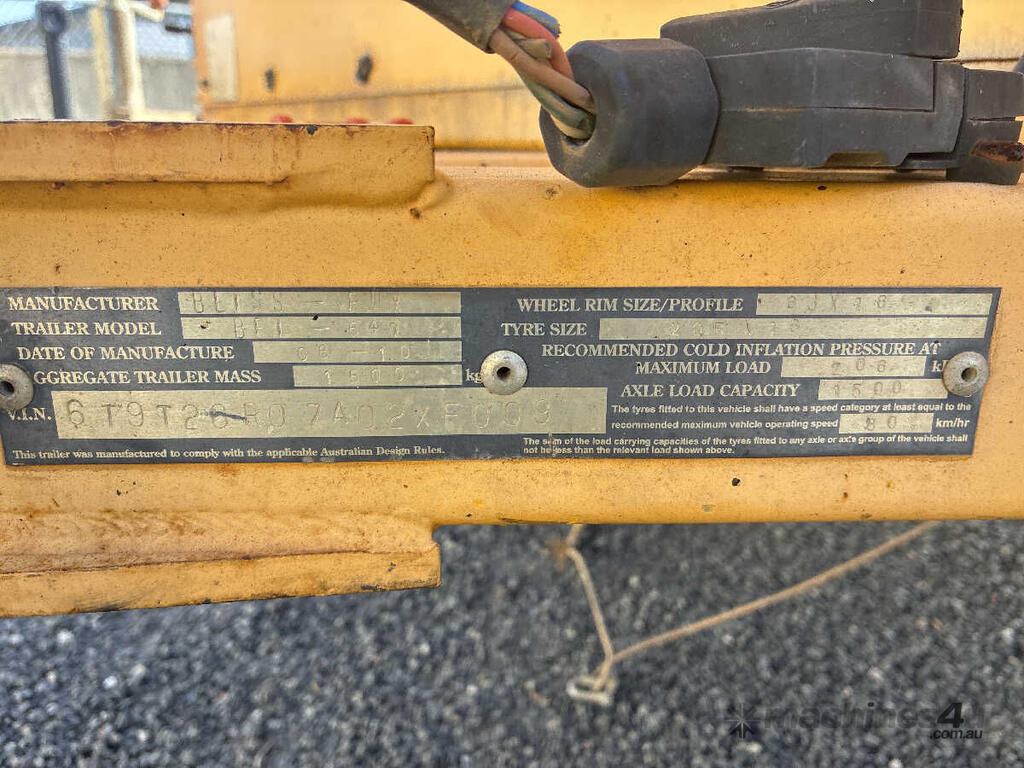 MANUFACTURER BLISS - FOX
TRAILER MODEL
DATE OF MANUFACTURE 08 - 10
GGREGATE TRAILER MASS 1500 kg
V.I.N.
This trailer was manufactured to comply with the applicable Australian Design Rules.
WHEEL RIM SIZE/PROFILE
TYRE SIZE
RECOMMENDED COLD INFLATION PRESSURE AT
MAXIMUM LOAD
AXLE LOAD CAPACITY 1500
The tyres fitted to this vehicle shall have a speed category at least equal to the
recommended maximum vehicle operating speed 80 km/hr
The sum of the load carrying capacities of the tyres fitted to any axle or axle group of the vehicle shall
not be less than the relevant load shown above.
machines4u
.com.au